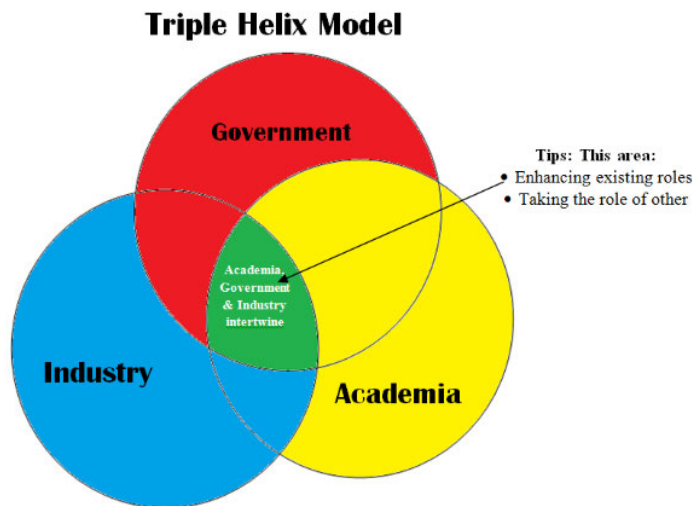 Triple Helix Model
Government
Tips: This area:
• Enhancing existing roles
• Taking the role of other
Academia,
Government
& Industry
intertwine
Industry
Academia